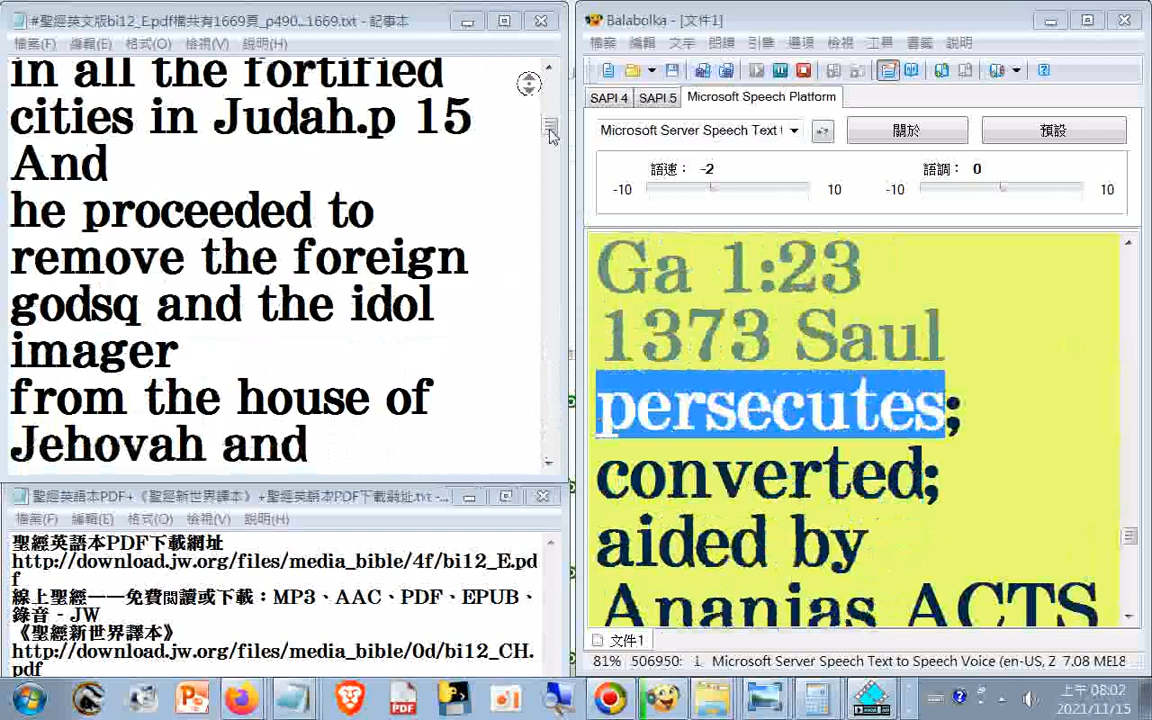 #聖經英文版bi12_E.pdf檔共有1669頁_p490...1669.txt - 記事本
檔案(F) 編輯(E) 格式(O) 檢視(V) 說明(H)
in all the fortified
cities in Judah.p 15
And
he proceeded to
remove the foreign
godsq and the idol
imager
from the house of
Jehovah and
聖經英語本PDF+《聖經新世界譯本》+聖經英語本PDF下載網址.txt -...
檔案(F) 編輯(E) 格式(O) 檢視(V) 說明(H)
聖經英語本PDF下載網址
http://download.jw.org/files/media_bible/4f/bi12_E.pd
f
線上聖經——免費閱讀或下載：MP3、AAC、PDF、EPUB、
錄音 - JW
《聖經新世界譯本》
http://download.jw.org/files/media_bible/0d/bi12_CH.
pdf
Balabolka - [文件1]
檔案 編輯 文字 朗讀 引擎 選項 檢視 工具 書籤 說明
SAPI 4 SAPI 5 Microsoft Speech Platform
Microsoft Server Speech Text 關於 預設
語速： -2 語調： 0
-10 10 -10 10
Ga 1:23
1373 Saul
persecutes;
converted;
aided by
Ananias ACTS
文件1
81% 506950: 1. Microsoft Server Speech Text to Speech Voice (en-US, Z 7.08 ME18
PDF
上午 08:02
2021/11/15